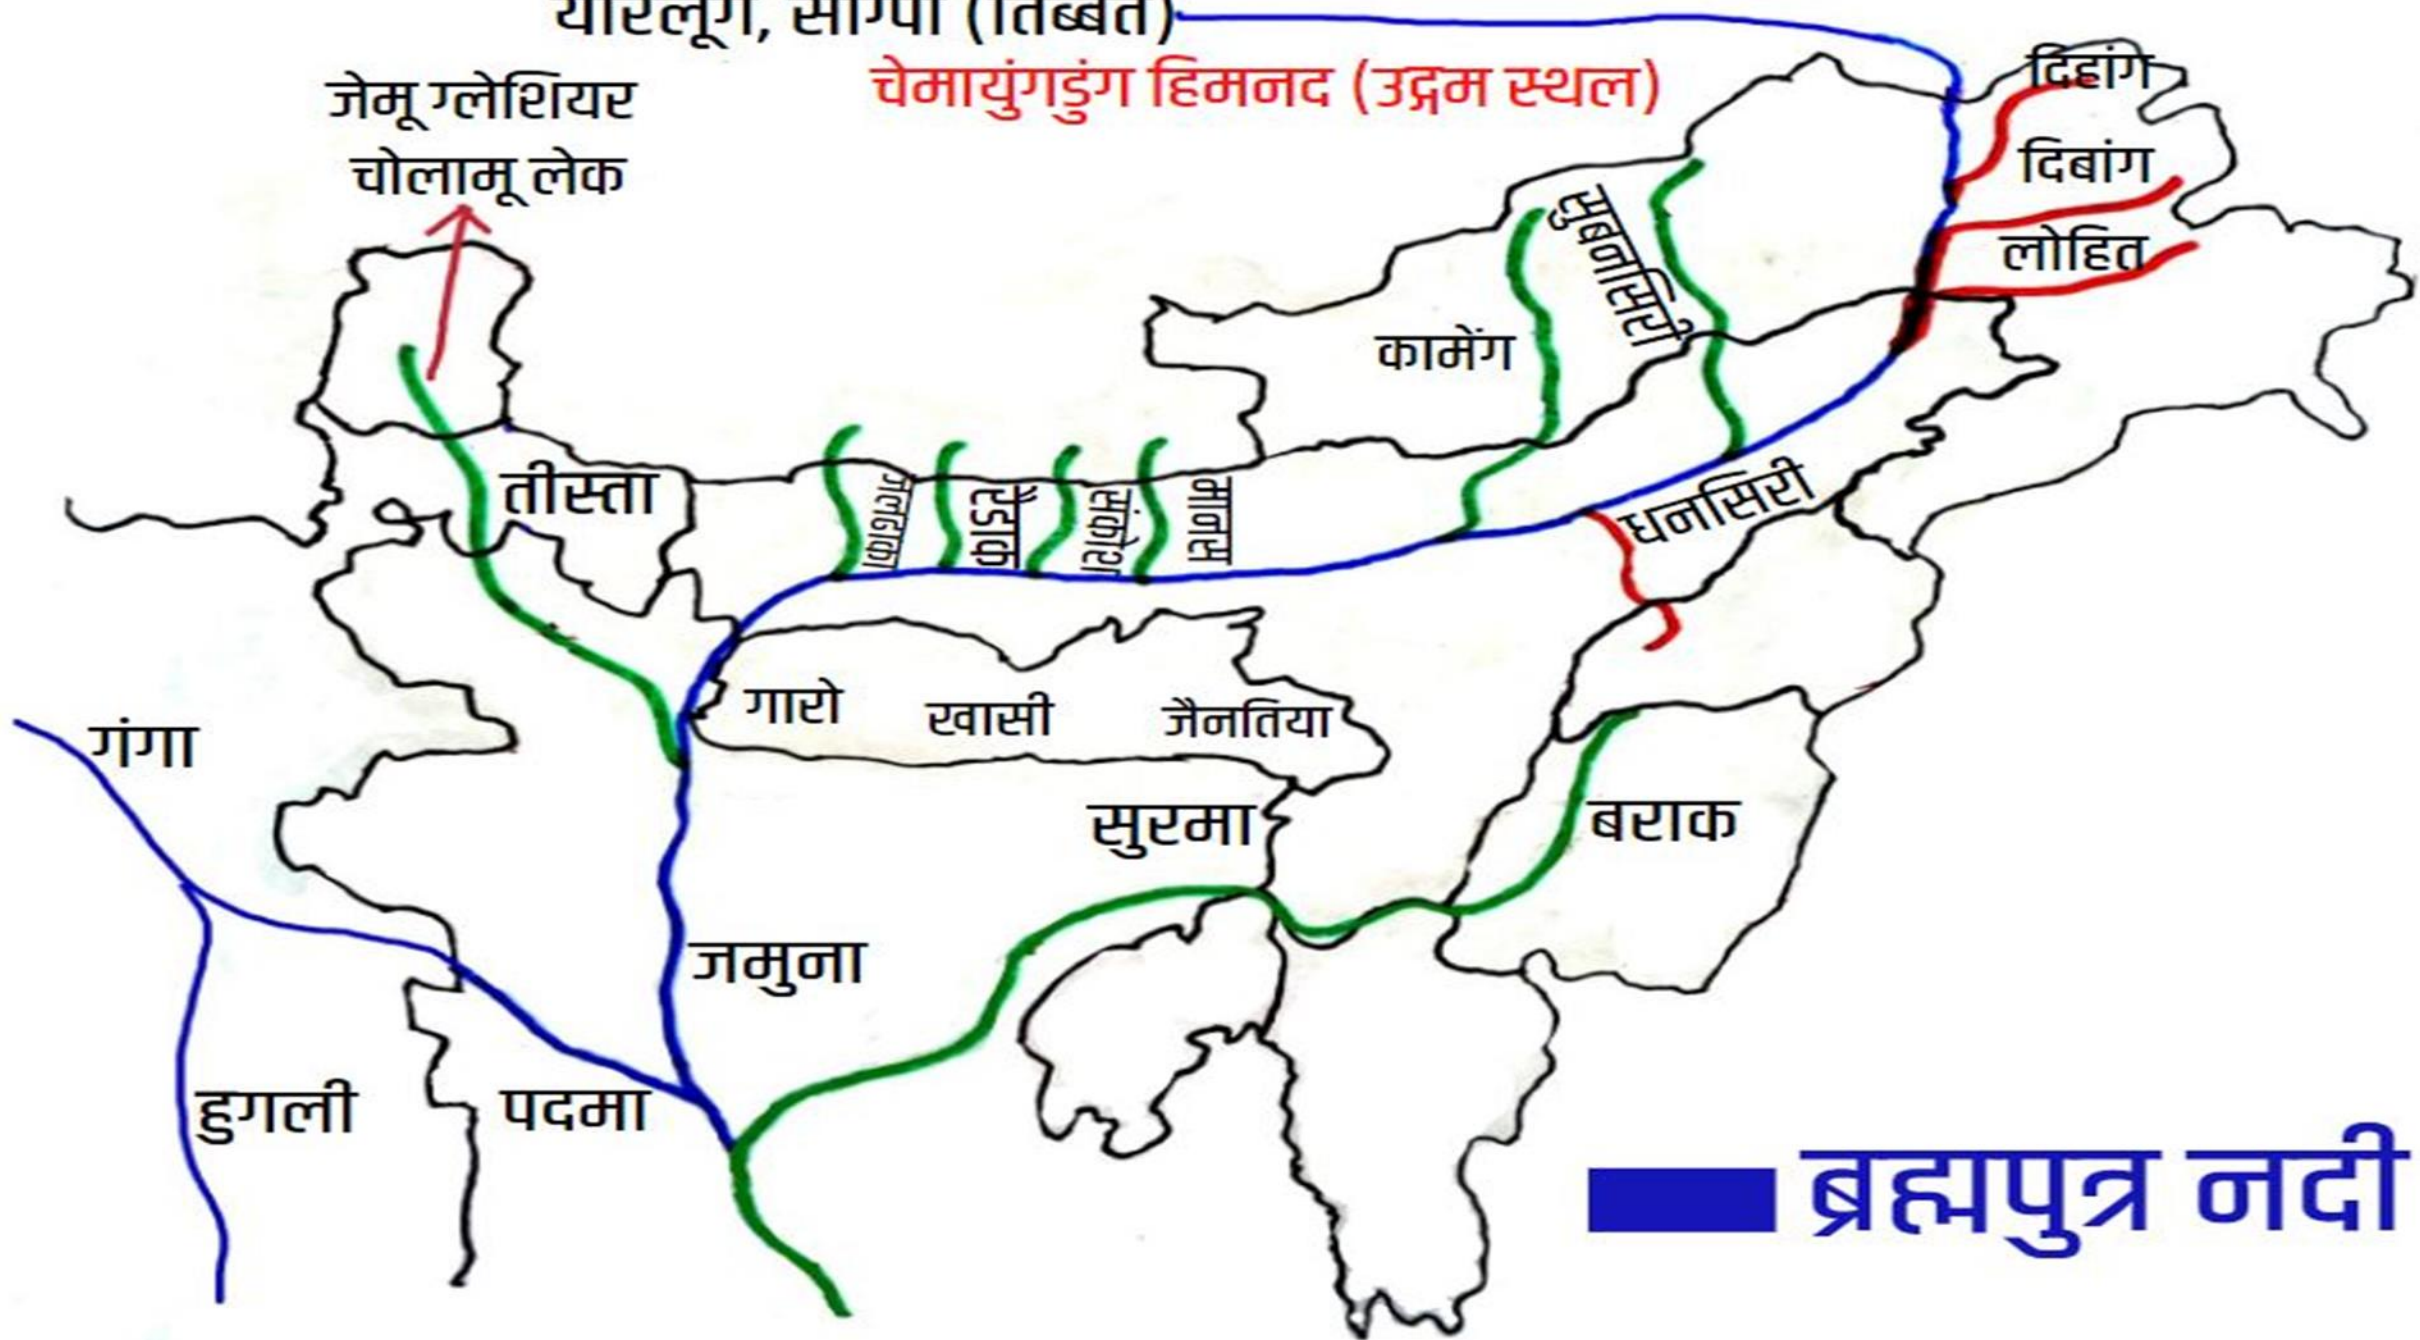 यारलूंग, सांग्पो (तिब्बत)
चेमायुंगडुंग हिमनद (उद्गम स्थल)
जेमू ग्लेशियर
चोलामू लेक
दिहांग
दिबांग
लोहित
सुबनसिरी
कामेंग
तीस्ता
जलढाका
रैडाक
संकोश
मानस
धनसिरी
गारो
खासी
जैनतिया
गंगा
सुरमा
बराक
जमुना
हुगली
पदमा
ब्रह्मपुत्र नदी